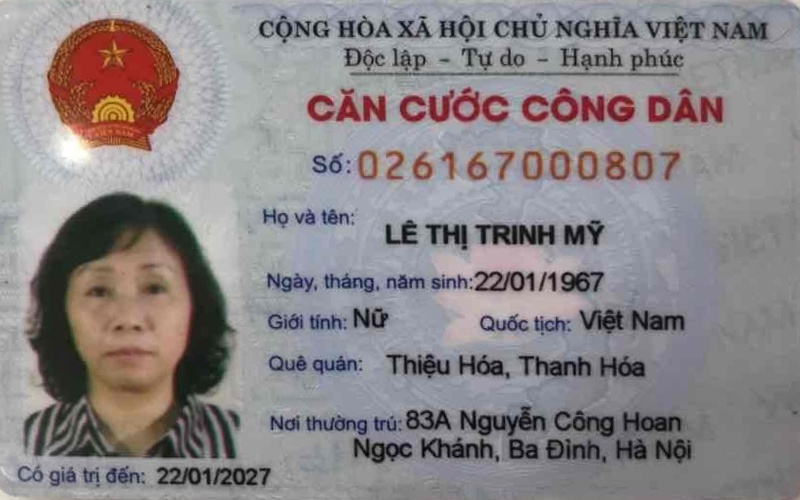 CỘNG HÒA XÃ HỘI CHỦ NGHĨA VIỆT NAM
Độc lập - Tự do - Hạnh phúc
CĂN CƯỚC CÔNG DÂN
Số: 026167000807
Họ và tên: LÊ THỊ TRINH MỸ
Ngày, tháng, năm sinh: 22/01/1967
Giới tính: Nữ Quốc tịch: Việt Nam
Quê quán: Thiệu Hóa, Thanh Hóa
Nơi thường trú: 83A Nguyễn Công Hoan
Ngọc Khánh, Ba Đình, Hà Nội
Có giá trị đến: 22/01/2027